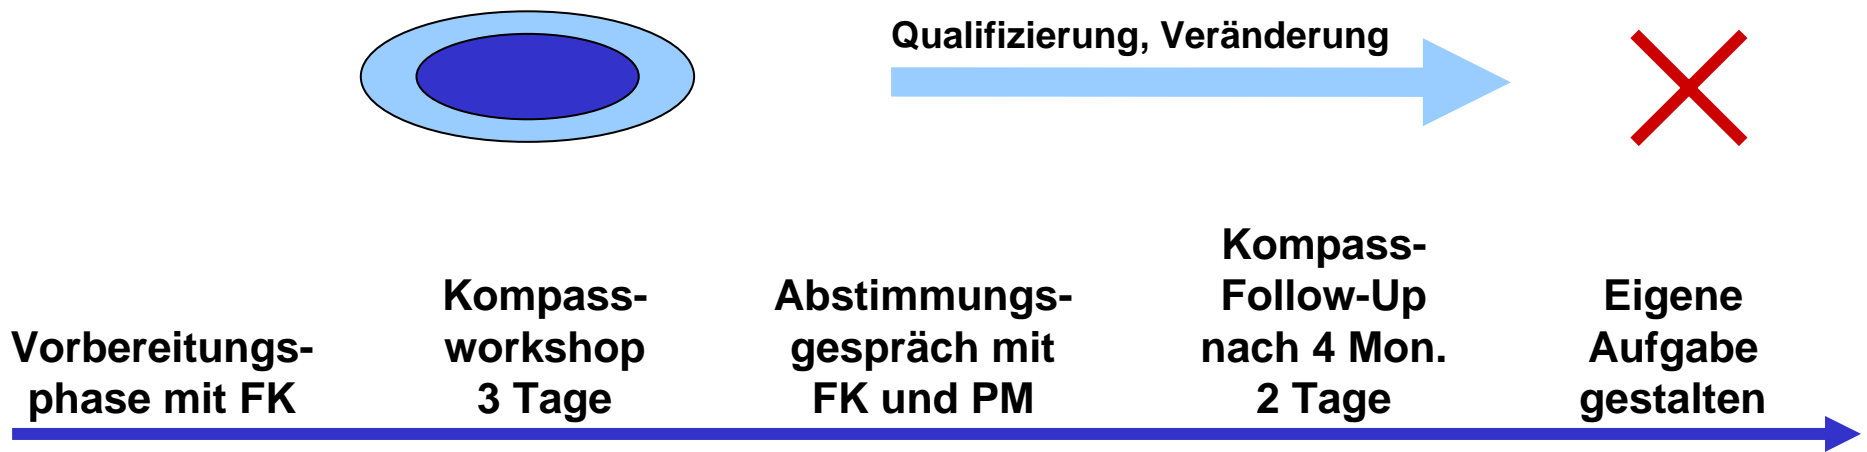 Qualifizierung, Veränderung
Vorbereitungs-
phase mit FK
Kompass-
workshop
3 Tage
Abstimmungs-
gespräch mit
FK und PM
Kompass-
Follow-Up
nach 4 Mon.
2 Tage
Eigene
Aufgabe
gestalten